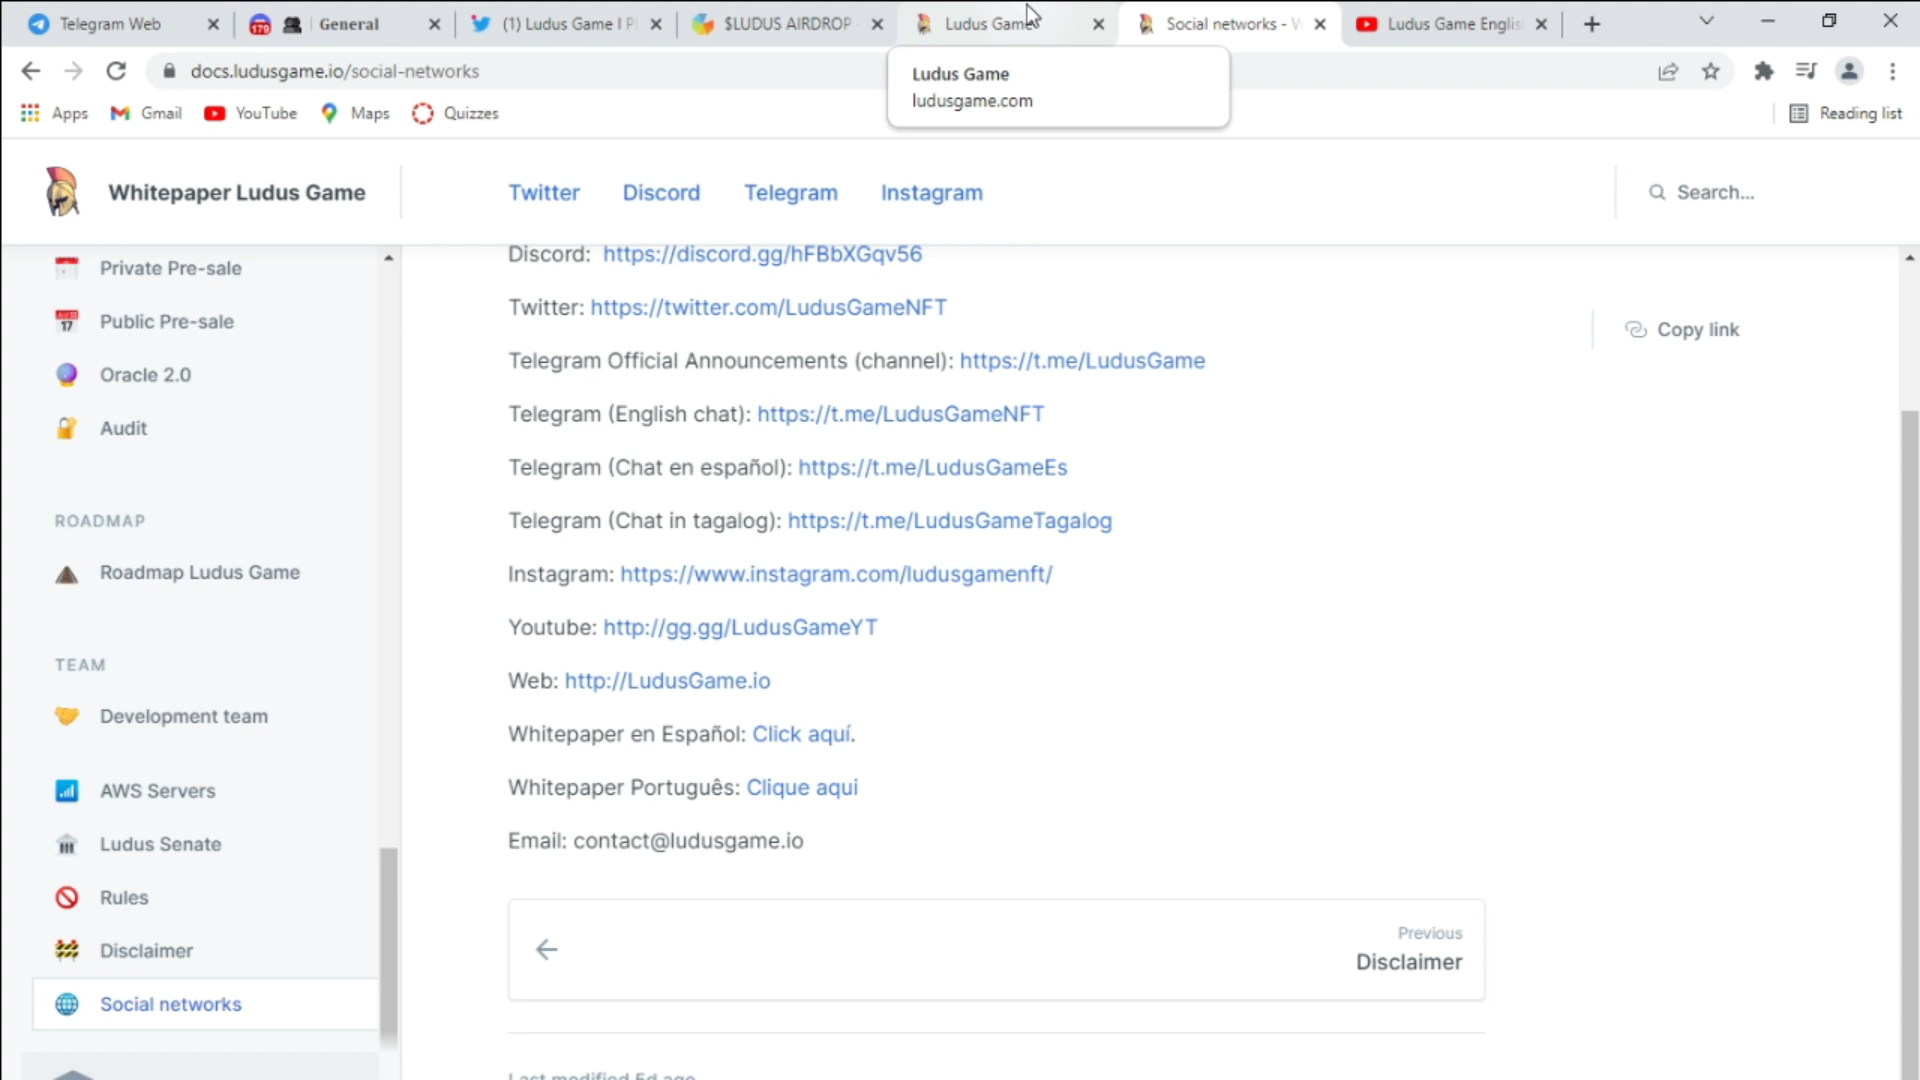 Telegram Web
General
(1) Ludus Game I Pl
$LUDUS AIRDROP
Ludus Game
Social networks - W
Ludus Game Englis
docs.ludusgame.io/social-networks
Ludus Game
ludusgame.com
Apps
Gmail
YouTube
Maps
Quizzes
Reading list
Whitepaper Ludus Game
Twitter
Discord
Telegram
Instagram
Search...
Private Pre-sale
Public Pre-sale
Oracle 2.0
Audit
ROADMAP
Roadmap Ludus Game
TEAM
Development team
AWS Servers
Ludus Senate
Rules
Disclaimer
Social networks
Discord: https://discord.gg/hFBbXGqv56
Twitter: https://twitter.com/LudusGameNFT
Telegram Official Announcements (channel): https://t.me/LudusGame
Telegram (English chat): https://t.me/LudusGameNFT
Telegram (Chat en español): https://t.me/LudusGameEs
Telegram (Chat in tagalog): https://t.me/LudusGameTagalog
Instagram: https://www.instagram.com/ludusgamenft/
Youtube: http://gg.gg/LudusGameYT
Web: http://LudusGame.io
Whitepaper en Español: Click aquí.
Whitepaper Português: Clique aqui
Email: contact@ludusgame.io
Copy link
Previous
Disclaimer
Last modified 5d ago